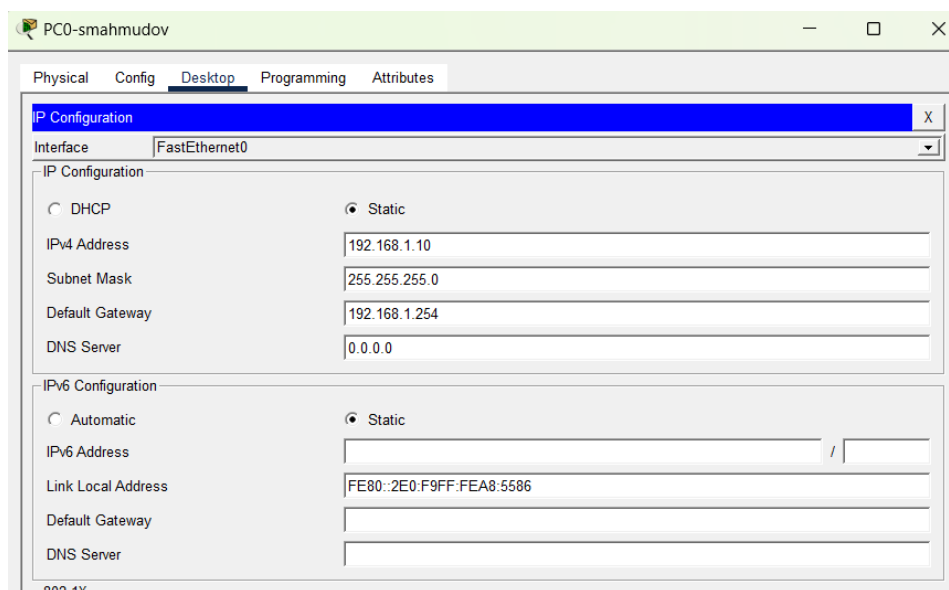 PC0-smahmudov
Physical Config Desktop Programming Attributes
IP Configuration X
Interface FastEthernet0
IP Configuration
DHCP Static
IPv4 Address 192.168.1.10
Subnet Mask 255.255.255.0
Default Gateway 192.168.1.254
DNS Server 0.0.0.0
IPv6 Configuration
Automatic Static
IPv6 Address /
Link Local Address FE80::2E0:F9FF:FEA8:5586
Default Gateway
DNS Server
802.1X